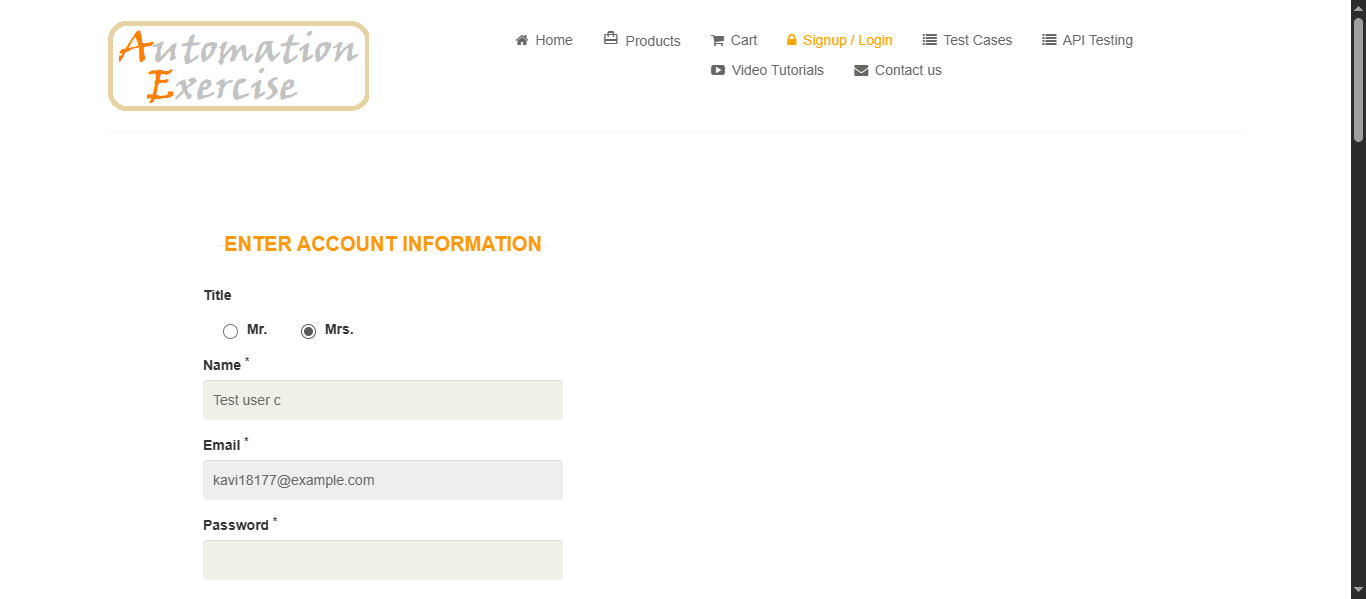 Automation
Exercise
Home Products Cart Signup / Login Test Cases API Testing
Video Tutorials Contact us
ENTER ACCOUNT INFORMATION
Title
Mr. Mrs.
Name *
Test user c
Email *
kavi18177@example.com
Password *